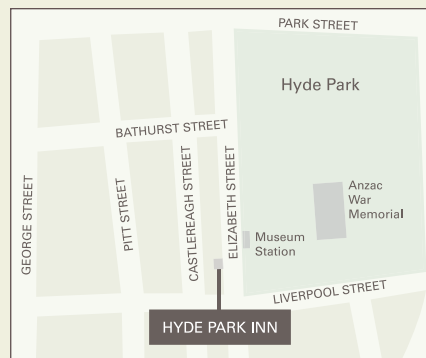 PARK STREET
Hyde Park
BATHURST STREET
GEORGE STREET
PITT STREET
CASTLEREAGH STREET
ELIZABETH STREET
Anzac
War
Memorial
Museum
Station
LIVERPOOL STREET
HYDE PARK INN